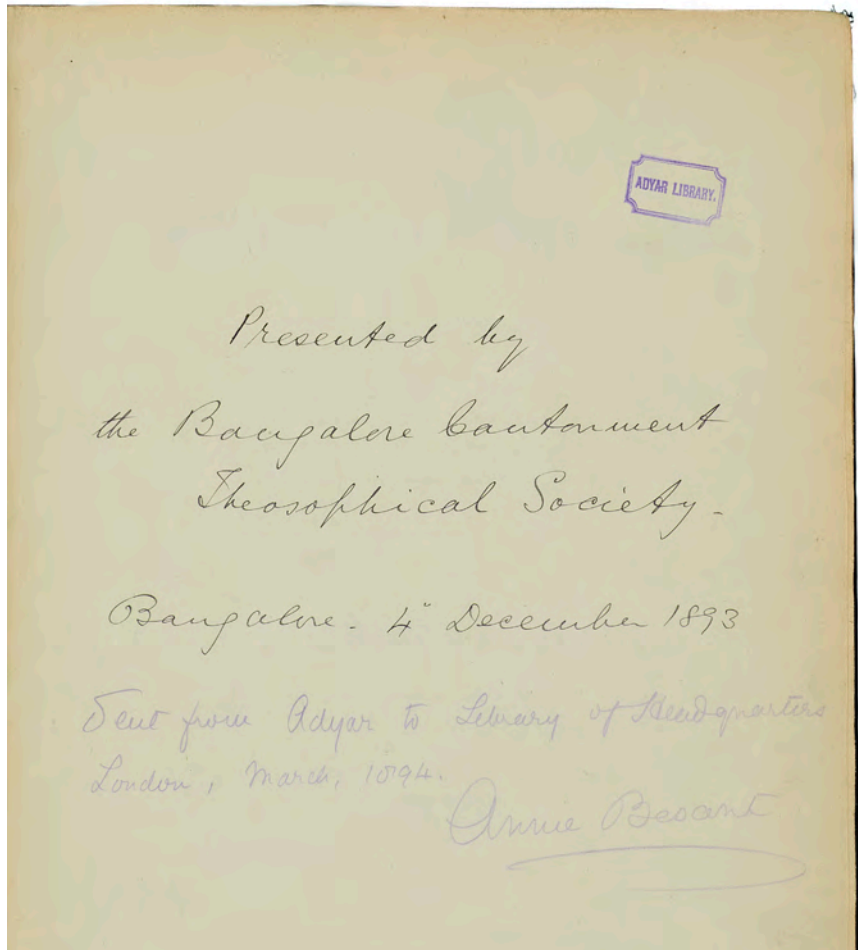 ADYAR LIBRARY.
Presented by
the Bangalore Cantonment
Theosophical Society -
Bangalore - 4" December 1893
Sent from Adyar to Library of Headquarters
London, March, 1894.
Annie Besant